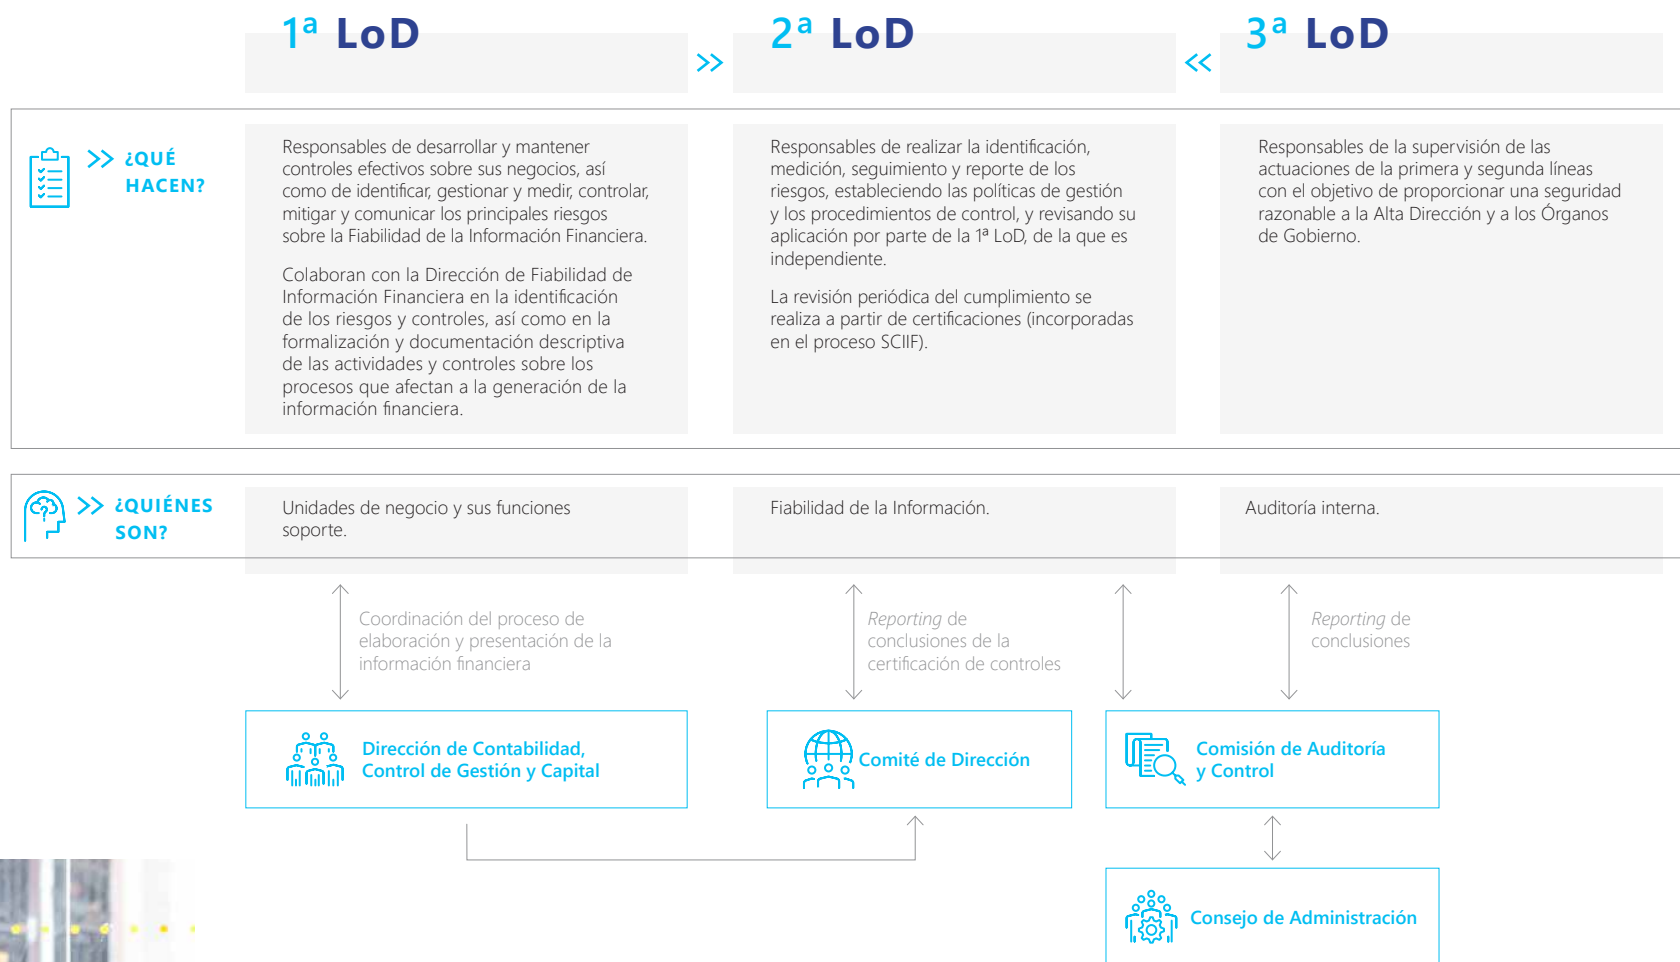 1ª LoD
2ª LoD
3ª LoD
¿QUÉ
HACEN?
Responsables de desarrollar y mantener
controles efectivos sobre sus negocios, así
como de identificar, gestionar y medir, controlar,
mitigar y comunicar los principales riesgos
sobre la Fiabilidad de la Información Financiera.
Colaboran con la Dirección de Fiabilidad de
Información Financiera en la identificación
de los riesgos y controles, así como en la
formalización y documentación descriptiva
de las actividades y controles sobre los
procesos que afectan a la generación de la
información financiera.
Responsables de realizar la identificación,
medición, seguimiento y reporte de los
riesgos, estableciendo las políticas de gestión
y los procedimientos de control, y revisando su
aplicación por parte de la 1ª LoD, de la que es
independiente.
La revisión periódica del cumplimiento se
realiza a partir de certificaciones (incorporadas
en el proceso SCIIF).
Responsables de la supervisión de las
actuaciones de la primera y segunda líneas
con el objetivo de proporcionar una seguridad
razonable a la Alta Dirección y a los Órganos
de Gobierno.
¿QUIÉNES
SON?
Unidades de negocio y sus funciones
soporte.
Fiabilidad de la Información.
Auditoría interna.
Coordinación del proceso de
elaboración y presentación de la
información financiera
Reporting de
conclusiones de la
certificación de controles
Reporting de
conclusiones
Dirección de Contabilidad,
Control de Gestión y Capital
Comité de Dirección
Comisión de Auditoría
y Control
Consejo de Administración